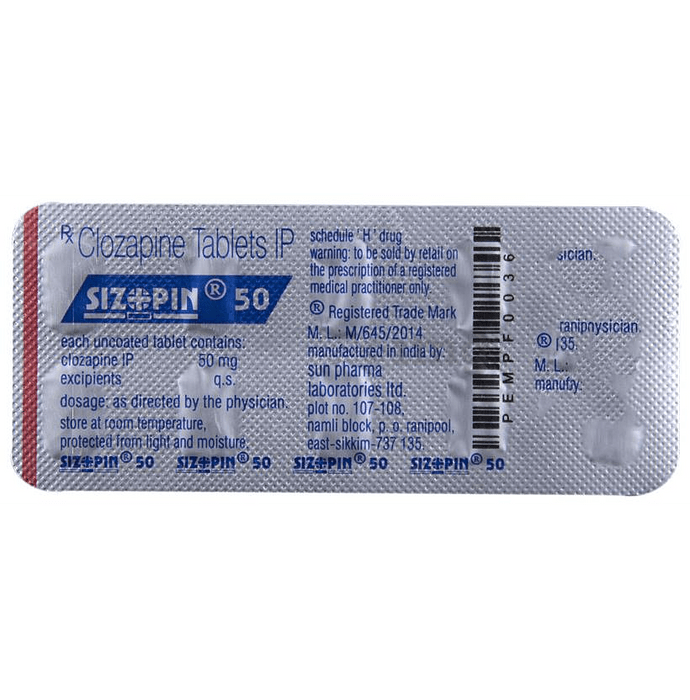 Rx Clozapine Tablets IP
SIZOPIN® 50
each uncoated tablet contains:
clozapine IP 50 mg
excipients q.s.
dosage: as directed by the physician.
store at room temperature,
protected from light and moisture.
SIZOPIN® 50 SIZOPIN® 50 SIZOPIN® 50 SIZOPIN® 50
schedule 'H' drug
warning: to be sold by retail on
the prescription of a registered
medical practitioner only.
® Registered Trade Mark
M. L.: M/645/2014
manufactured in india by:
sun pharma
laboratories ltd.
plot no. 107-108,
namli block, p. o. ranipool,
east-sikkim-737 135.
PEMPF0036
sician.
physician.
® 135.
M. L.: